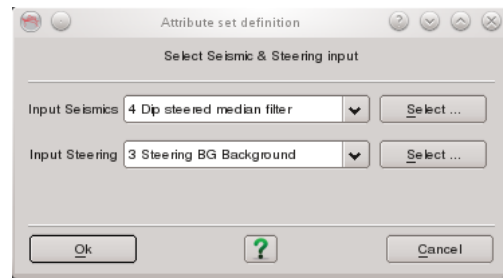 Attribute set definition
Select Seismic & Steering input
Input Seismics 4 Dip steered median filter Select ...
Input Steering 3 Steering BG Background Select ...
Ok ? Cancel